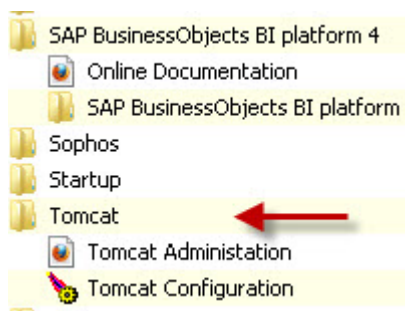 SAP BusinessObjects BI platform 4
Online Documentation
SAP BusinessObjects BI platform
Sophos
Startup
Tomcat
Tomcat Administation
Tomcat Configuration